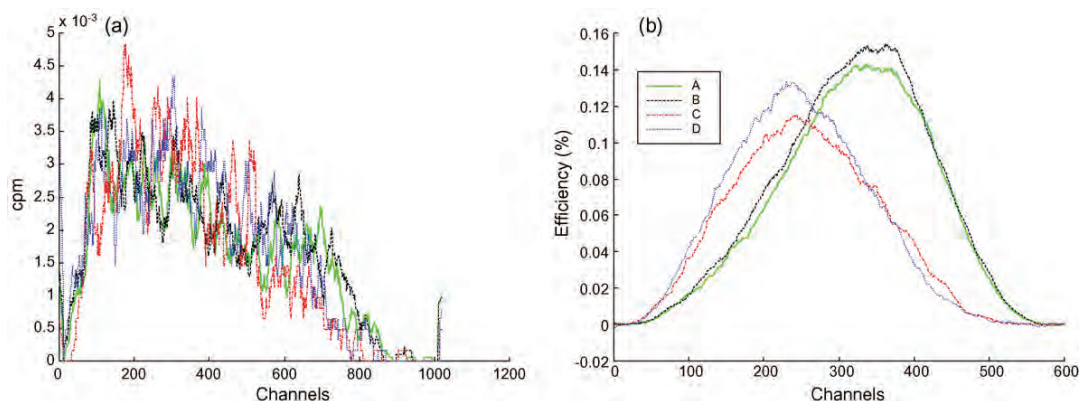 (a)
x 10⁻³
5
4.5
4
3.5
3
2.5
2
1.5
1
0.5
0
cpm
0 200 400 600 800 1000 1200
Channels
(b)
0.16
0.14
0.12
0.1
0.08
0.06
0.04
0.02
0
-0.02
Efficiency (%)
A
B
C
D
0 100 200 300 400 500 600
Channels